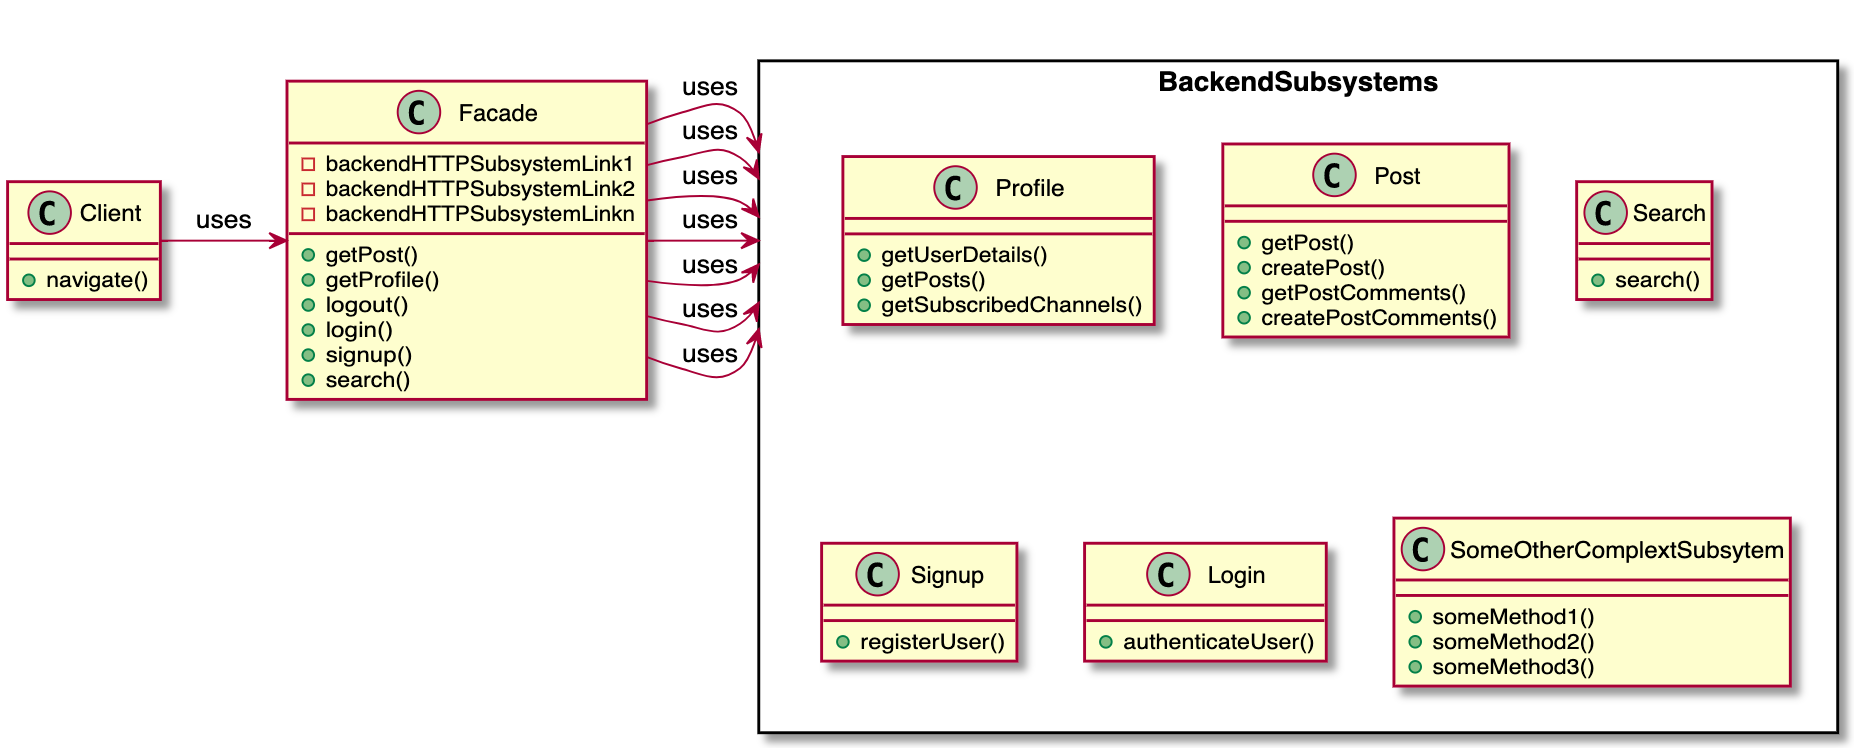 C Client
navigate()
uses
C Facade
backendHTTPSubsystemLink1
backendHTTPSubsystemLink2
backendHTTPSubsystemLinkn
getPost()
getProfile()
logout()
login()
signup()
search()
uses
uses
uses
uses
uses
uses
uses
BackendSubsystems
C Profile
getUserDetails()
getPosts()
getSubscribedChannels()
C Post
getPost()
createPost()
getPostComments()
createPostComments()
C Search
search()
C Signup
registerUser()
C Login
authenticateUser()
C SomeOtherComplextSubsytem
someMethod1()
someMethod2()
someMethod3()